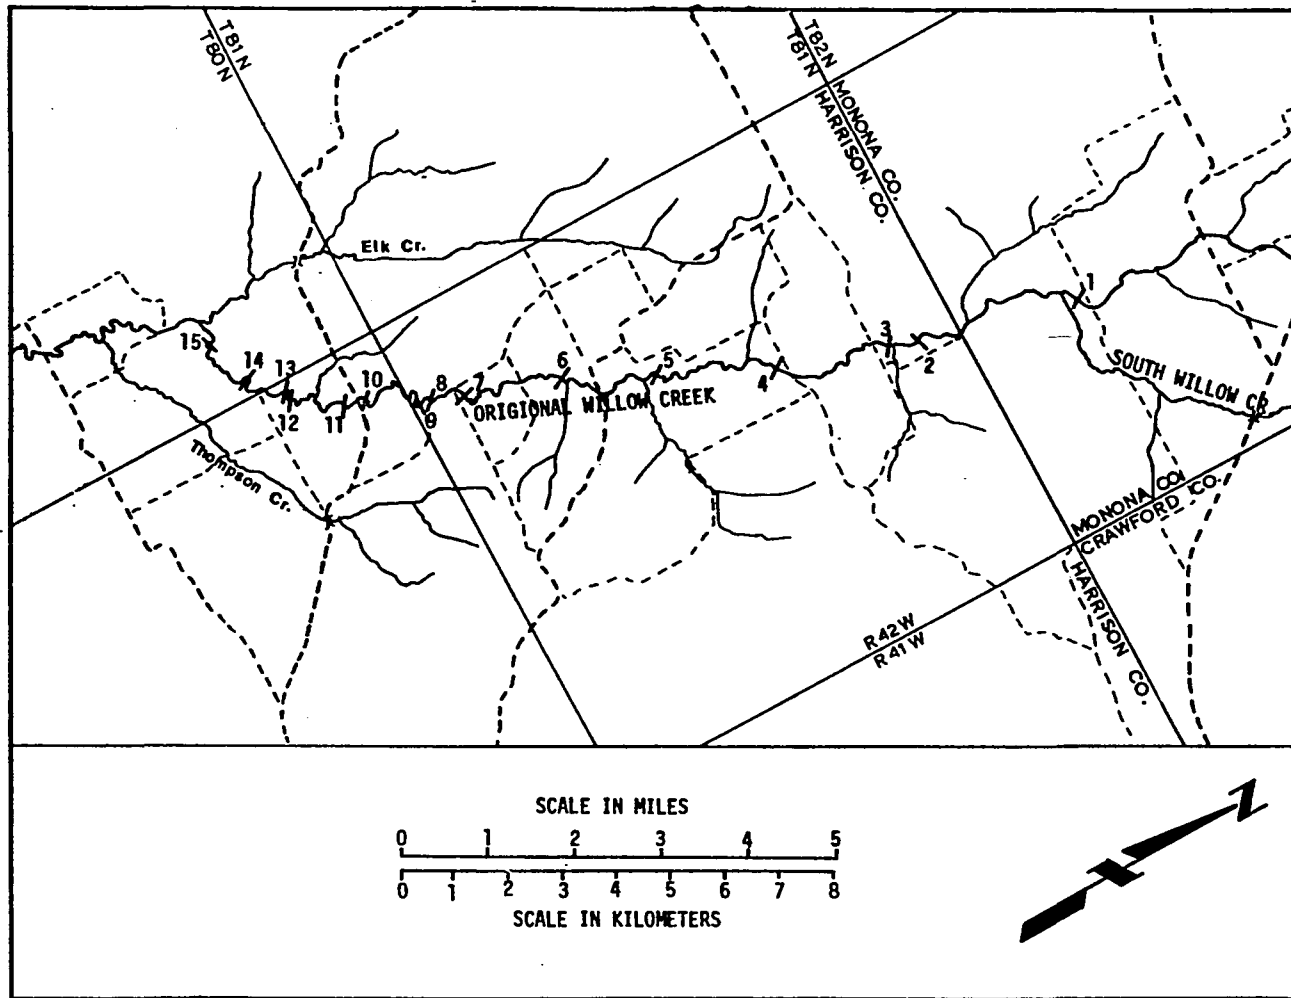 T81N
T80N
T82N
T81N
MONONA CO.
HARRISON CO.
Elk Cr.
1
2
3
4
5
6
7
8
9
10
11
12
13
14
15
ORIGIONAL WILLOW CREEK
SOUTH WILLOW CR
Thompson Cr.
MONONA CO.
CRAWFORD CO.
HARRISON CO.
R42W
R41W
SCALE IN MILES
0 1 2 3 4 5
0 1 2 3 4 5 6 7 8
SCALE IN KILOMETERS
N